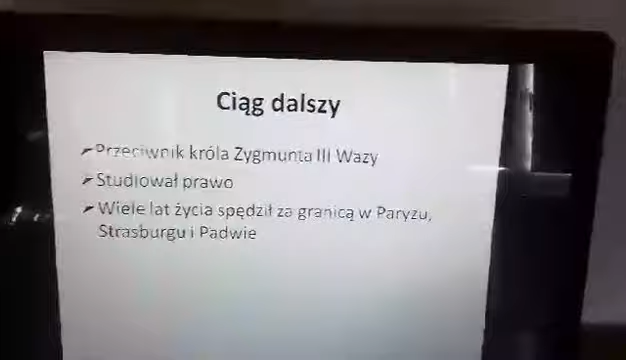 Ciąg dalszy
➢Przeciwnik króla Zygmunta III Wazy
➢Studiował prawo
➢Wiele lat życia spędził za granicą w Paryżu,
Strasburgu i Padwie